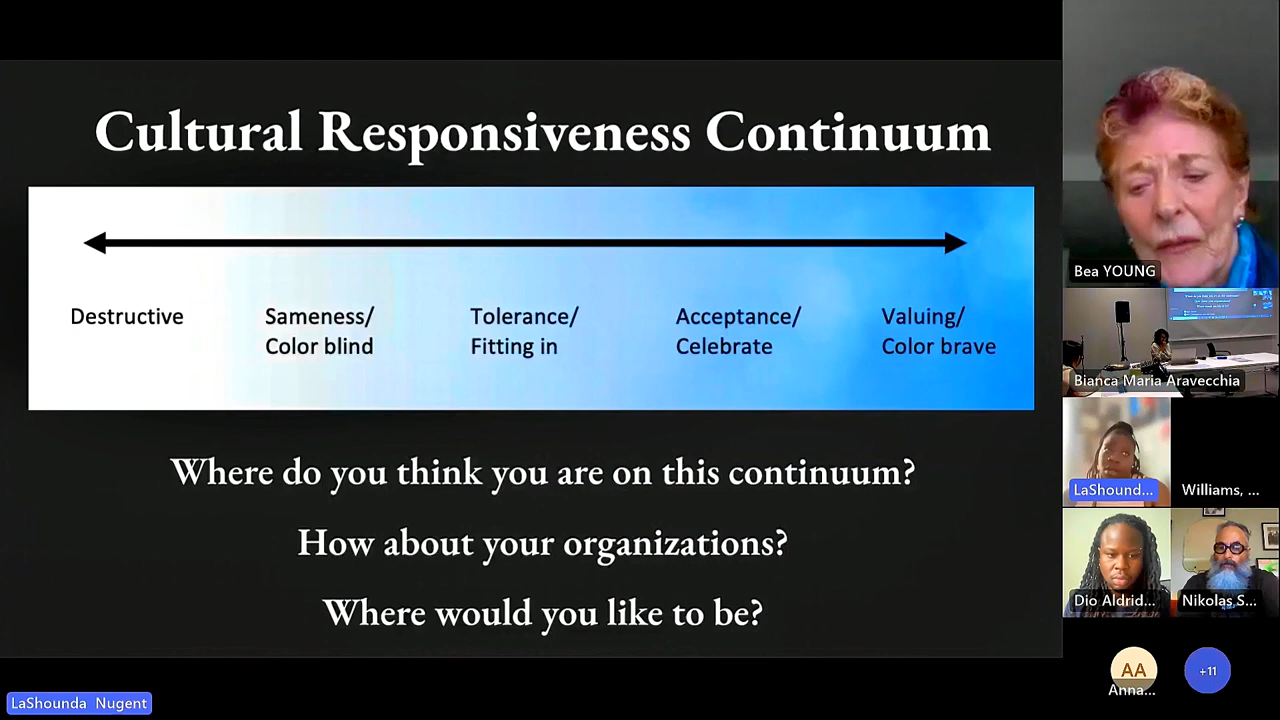 Cultural Responsiveness Continuum
Destructive
Sameness/
Color blind
Tolerance/
Fitting in
Acceptance/
Celebrate
Valuing/
Color brave
Where do you think you are on this continuum?
How about your organizations?
Where would you like to be?
Bea YOUNG
Bianca Maria Aravecchia
LaShound...
Williams, ...
Dio Aldrid...
Nikolas S...
AA
Anna...
+11
LaShounda Nugent